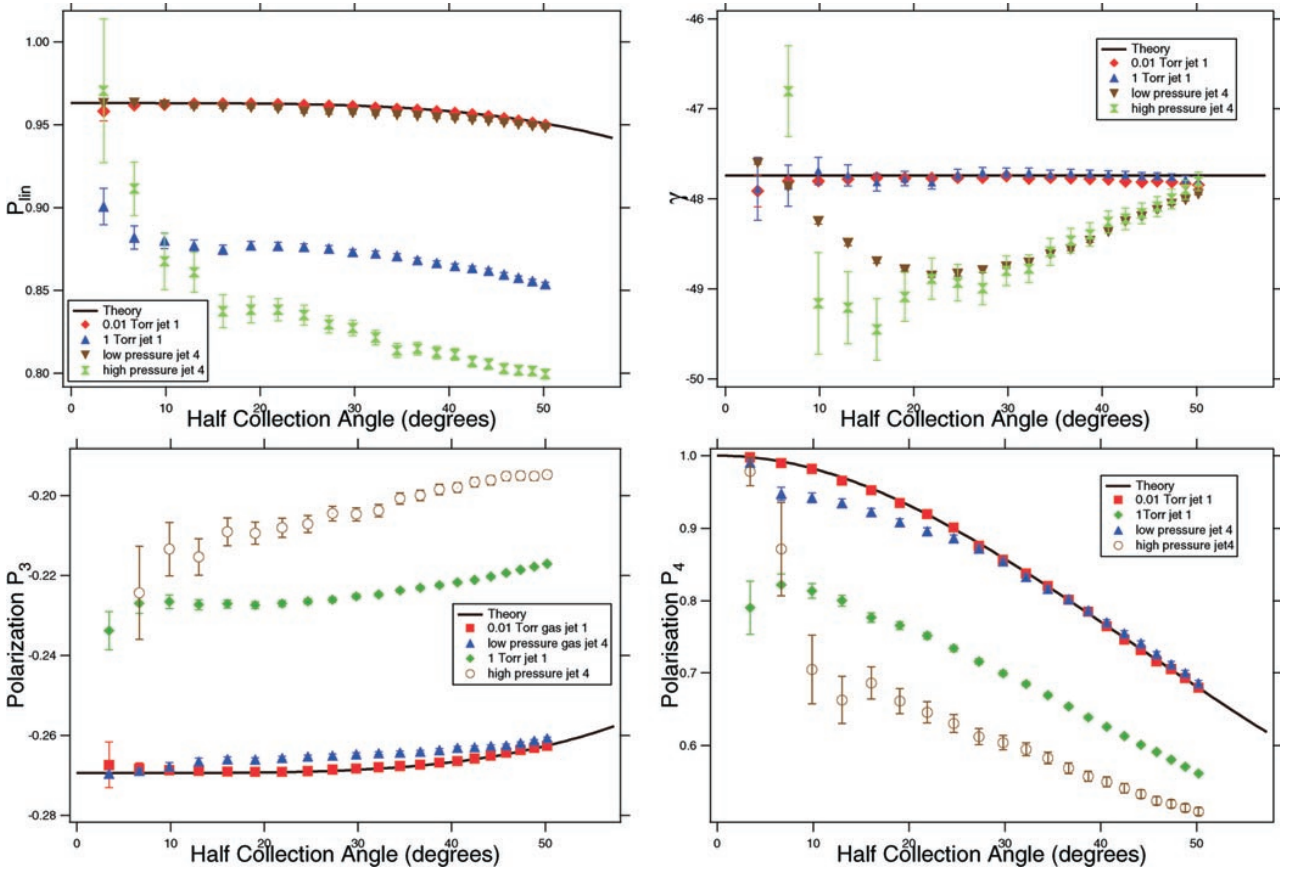 1.00
0.95
0.90
0.85
0.80
P_lin
Theory
0.01 Torr jet 1
1 Torr jet 1
low pressure jet 4
high pressure jet 4
0 10 20 30 40 50
Half Collection Angle (degrees)
-46
-47
-48
-49
-50
γ
Theory
0.01 Torr jet 1
1 Torr jet 1
low pressure jet 4
high pressure jet 4
0 10 20 30 40 50
Half Collection Angle (degrees)
-0.20
-0.22
-0.24
-0.26
-0.28
Polarization P_3
Theory
0.01 Torr gas jet 1
low pressure gas jet 4
1 Torr jet 1
high pressure jet 4
0 10 20 30 40 50
Half Collection Angle (degrees)
1.0
0.9
0.8
0.7
0.6
Polarisation P_4
Theory
0.01 Torr jet 1
1Torr jet 1
low pressure jet 4
high pressure jet4
0 10 20 30 40 50
Half Collection Angle (degrees)